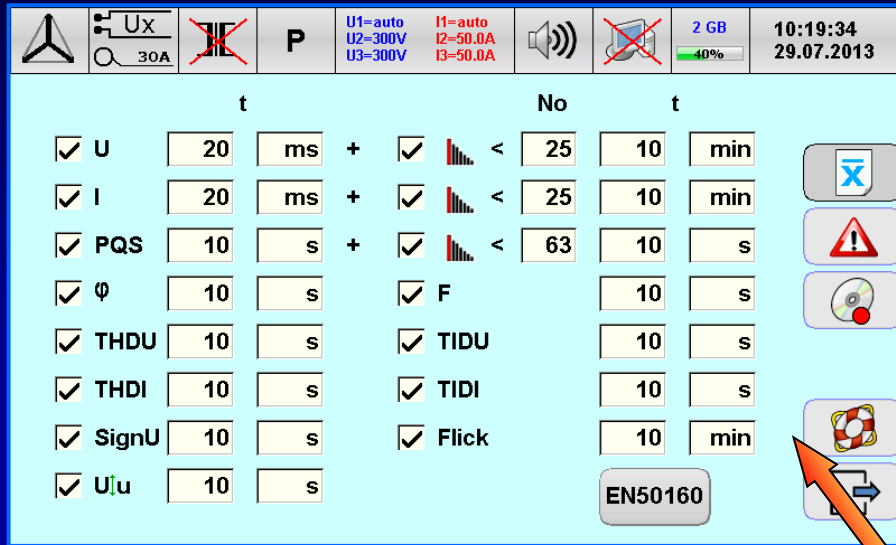 Ux
30A
P
U1=auto I1=auto
U2=300V I2=50.0A
U3=300V I3=50.0A
2 GB
40%
10:19:34
29.07.2013
t No t
U 20 ms + < 25 10 min
I 20 ms + < 25 10 min
PQS 10 s + < 63 10 s
φ 10 s F 10 s
THDU 10 s TIDU 10 s
THDI 10 s TIDI 10 s
SignU 10 s Flick 10 min
U↕u 10 s EN50160
x̄